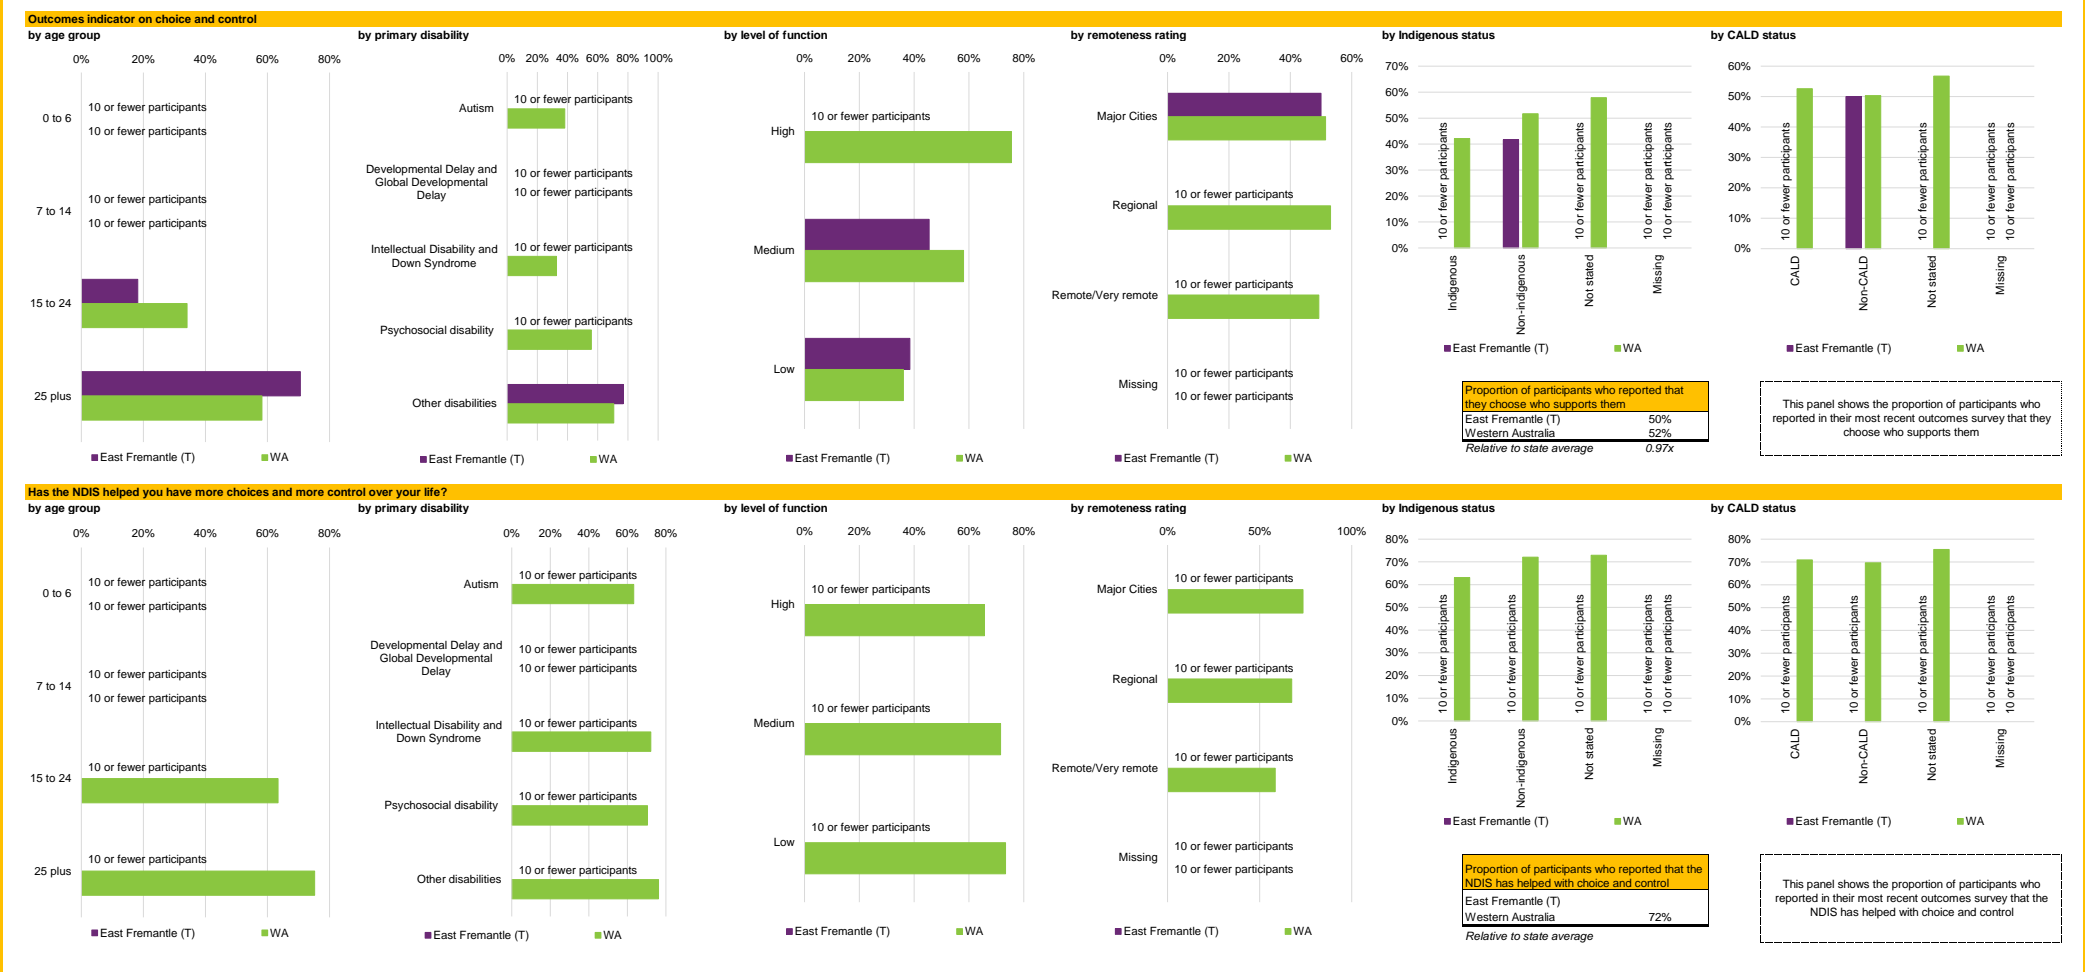 Outcomes indicator on choice and control
by age group
0% 20% 40% 60% 80%
0 to 6
10 or fewer participants
10 or fewer participants
7 to 14
10 or fewer participants
10 or fewer participants
15 to 24
25 plus
■East Fremantle (T) ■WA
by primary disability
0% 20% 40% 60% 80% 100%
Autism
10 or fewer participants
Developmental Delay and
Global Developmental
Delay
10 or fewer participants
10 or fewer participants
Intellectual Disability and
Down Syndrome
10 or fewer participants
Psychosocial disability
10 or fewer participants
Other disabilities
■East Fremantle (T) ■WA
by level of function
0% 20% 40% 60% 80%
High
10 or fewer participants
Medium
Low
■East Fremantle (T) ■WA
by remoteness rating
0% 20% 40% 60%
Major Cities
Regional
10 or fewer participants
Remote/Very remote
10 or fewer participants
Missing
10 or fewer participants
10 or fewer participants
■East Fremantle (T) ■WA
by Indigenous status
70%
60%
50%
40%
30%
20%
10%
0%
10 or fewer participants
10 or fewer participants
10 or fewer participants
10 or fewer participants
Indigenous
Non-indigenous
Not stated
Missing
■East Fremantle (T) ■WA
Proportion of participants who reported that
they choose who supports them
East Fremantle (T) 50%
Western Australia 52%
Relative to state average 0.97x
by CALD status
60%
50%
40%
30%
20%
10%
0%
10 or fewer participants
10 or fewer participants
10 or fewer participants
10 or fewer participants
CALD
Non-CALD
Not stated
Missing
■East Fremantle (T) ■WA
This panel shows the proportion of participants who
reported in their most recent outcomes survey that they
choose who supports them
Has the NDIS helped you have more choices and more control over your life?
by age group
0% 20% 40% 60% 80%
0 to 6
10 or fewer participants
10 or fewer participants
7 to 14
10 or fewer participants
10 or fewer participants
15 to 24
10 or fewer participants
25 plus
10 or fewer participants
■East Fremantle (T) ■WA
by primary disability
0% 20% 40% 60% 80%
Autism
10 or fewer participants
Developmental Delay and
Global Developmental
Delay
10 or fewer participants
10 or fewer participants
Intellectual Disability and
Down Syndrome
10 or fewer participants
Psychosocial disability
10 or fewer participants
Other disabilities
10 or fewer participants
■East Fremantle (T) ■WA
by level of function
0% 20% 40% 60% 80%
High
10 or fewer participants
Medium
10 or fewer participants
Low
10 or fewer participants
■East Fremantle (T) ■WA
by remoteness rating
0% 50% 100%
Major Cities
10 or fewer participants
Regional
10 or fewer participants
Remote/Very remote
10 or fewer participants
Missing
10 or fewer participants
10 or fewer participants
■East Fremantle (T) ■WA
by Indigenous status
80%
70%
60%
50%
40%
30%
20%
10%
0%
10 or fewer participants
10 or fewer participants
10 or fewer participants
10 or fewer participants
10 or fewer participants
Indigenous
Non-indigenous
Not stated
Missing
■East Fremantle (T) ■WA
Proportion of participants who reported that the
NDIS has helped with choice and control
East Fremantle (T)
Western Australia 72%
Relative to state average
by CALD status
80%
70%
60%
50%
40%
30%
20%
10%
0%
10 or fewer participants
10 or fewer participants
10 or fewer participants
10 or fewer participants
10 or fewer participants
CALD
Non-CALD
Not stated
Missing
■East Fremantle (T) ■WA
This panel shows the proportion of participants who
reported in their most recent outcomes survey that the
NDIS has helped with choice and control